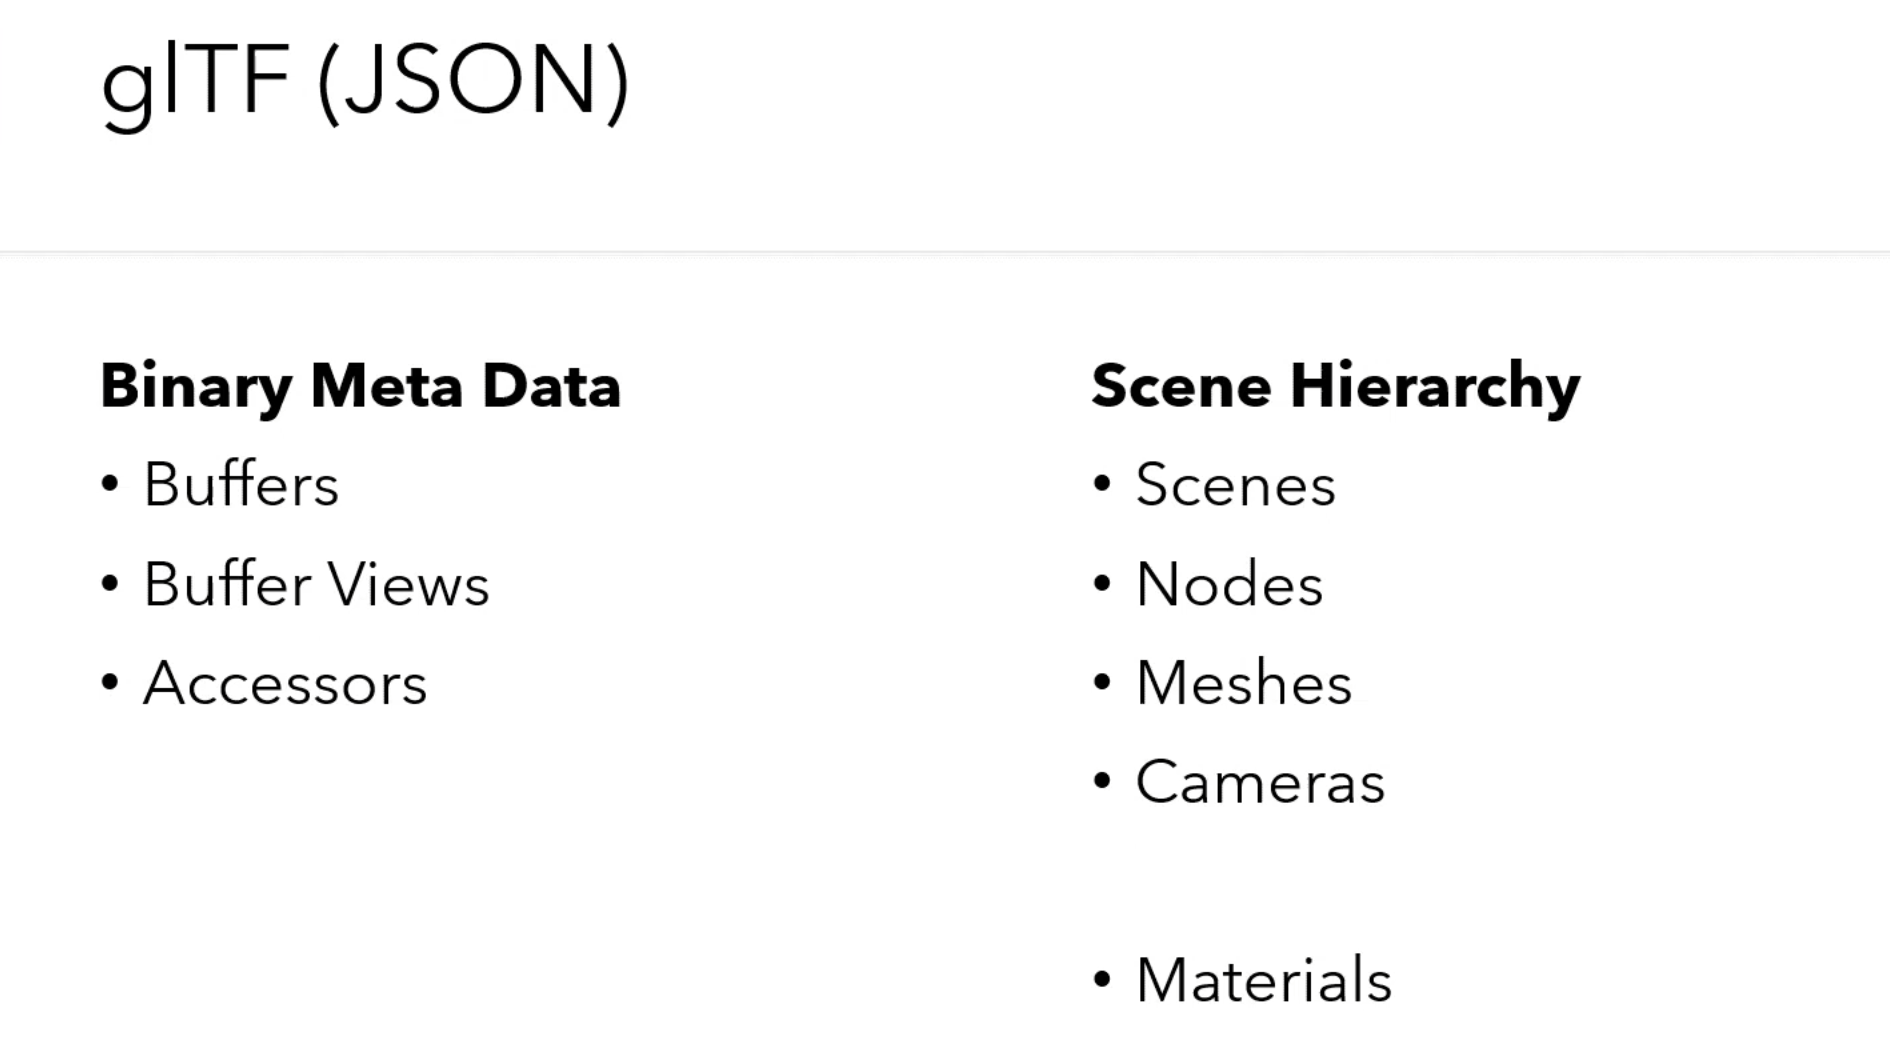 glTF (JSON)
Binary Meta Data
• Buffers
• Buffer Views
• Accessors
Scene Hierarchy
• Scenes
• Nodes
• Meshes
• Cameras
• Materials